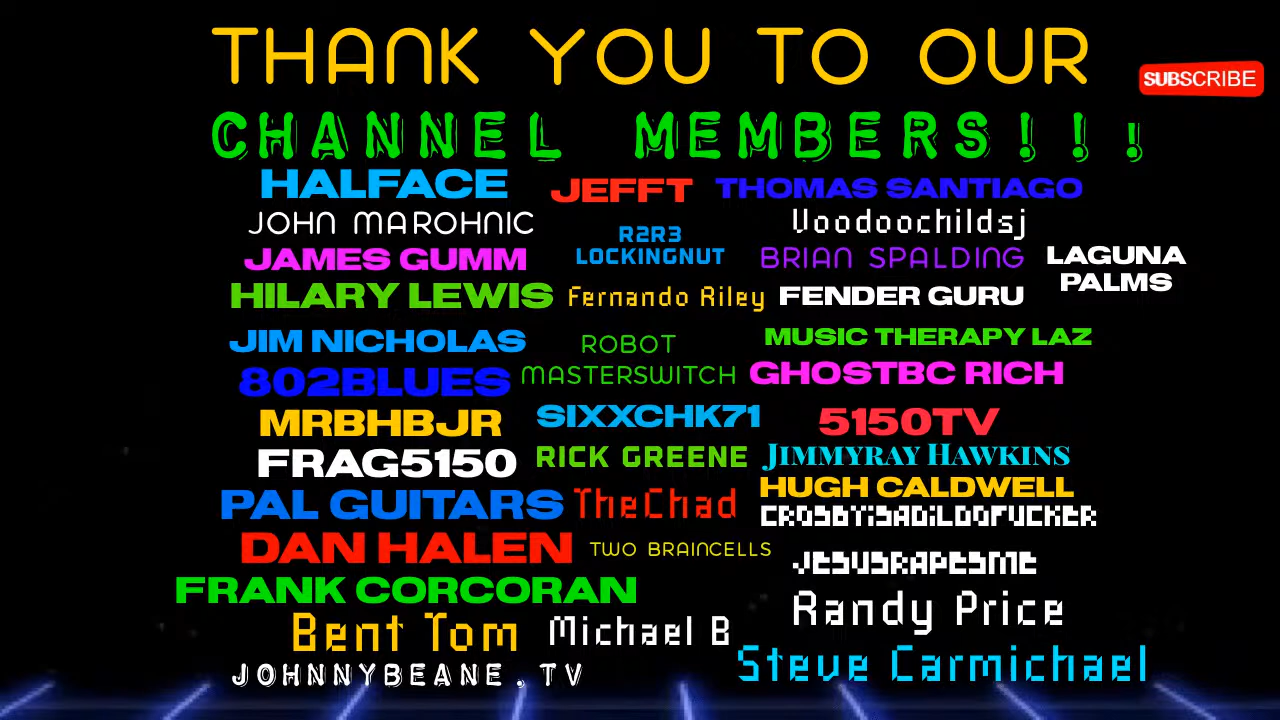 THANK YOU TO OUR
SUBSCRIBE
CHANNEL MEMBERS!!!
HALFACE JEFFT THOMAS SANTIAGO
JOHN MAROHNIC Voodoochildsj
R2R3
LOCKINGNUT
JAMES GUMM BRIAN SPALDING LAGUNA
PALMS
HILARY LEWIS Fernando Riley FENDER GURU
JIM NICHOLAS ROBOT MUSIC THERAPY LAZ
802BLUES MASTERSWITCH GHOSTBC RICH
MRBHBJR SIXXCHK71 5150TV
FRAG5150 RICK GREENE JIMMYRAY HAWKINS
PAL GUITARS TheChad HUGH CALDWELL
CROSBYiSADiLDOFUCKER
DAN HALEN TWO BRAINCELLS JESUSRAPESME
FRANK CORCORAN Randy Price
Bent Tom Michael B
JOHNNYBEANE.TV Steve Carmichael